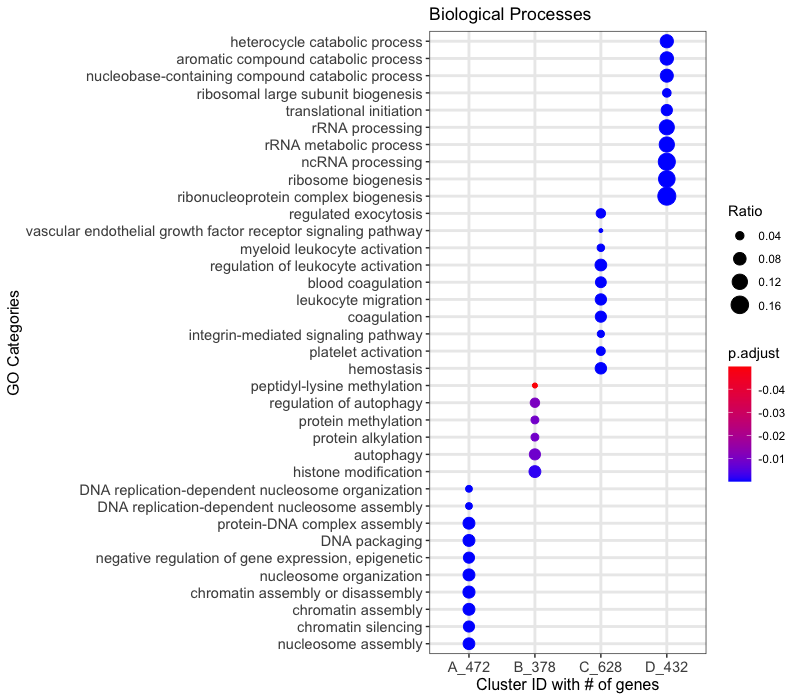 Biological Processes
heterocycle catabolic process
aromatic compound catabolic process
nucleobase-containing compound catabolic process
ribosomal large subunit biogenesis
translational initiation
rRNA processing
rRNA metabolic process
ncRNA processing
ribosome biogenesis
ribonucleoprotein complex biogenesis
regulated exocytosis
vascular endothelial growth factor receptor signaling pathway
myeloid leukocyte activation
regulation of leukocyte activation
blood coagulation
leukocyte migration
coagulation
integrin-mediated signaling pathway
platelet activation
hemostasis
peptidyl-lysine methylation
regulation of autophagy
protein methylation
protein alkylation
autophagy
histone modification
DNA replication-dependent nucleosome organization
DNA replication-dependent nucleosome assembly
protein-DNA complex assembly
DNA packaging
negative regulation of gene expression, epigenetic
nucleosome organization
chromatin assembly or disassembly
chromatin assembly
chromatin silencing
nucleosome assembly
GO Categories
A_472 B_378 C_628 D_432
Cluster ID with # of genes
Ratio
0.04
0.08
0.12
0.16
p.adjust
-0.04
-0.03
-0.02
-0.01